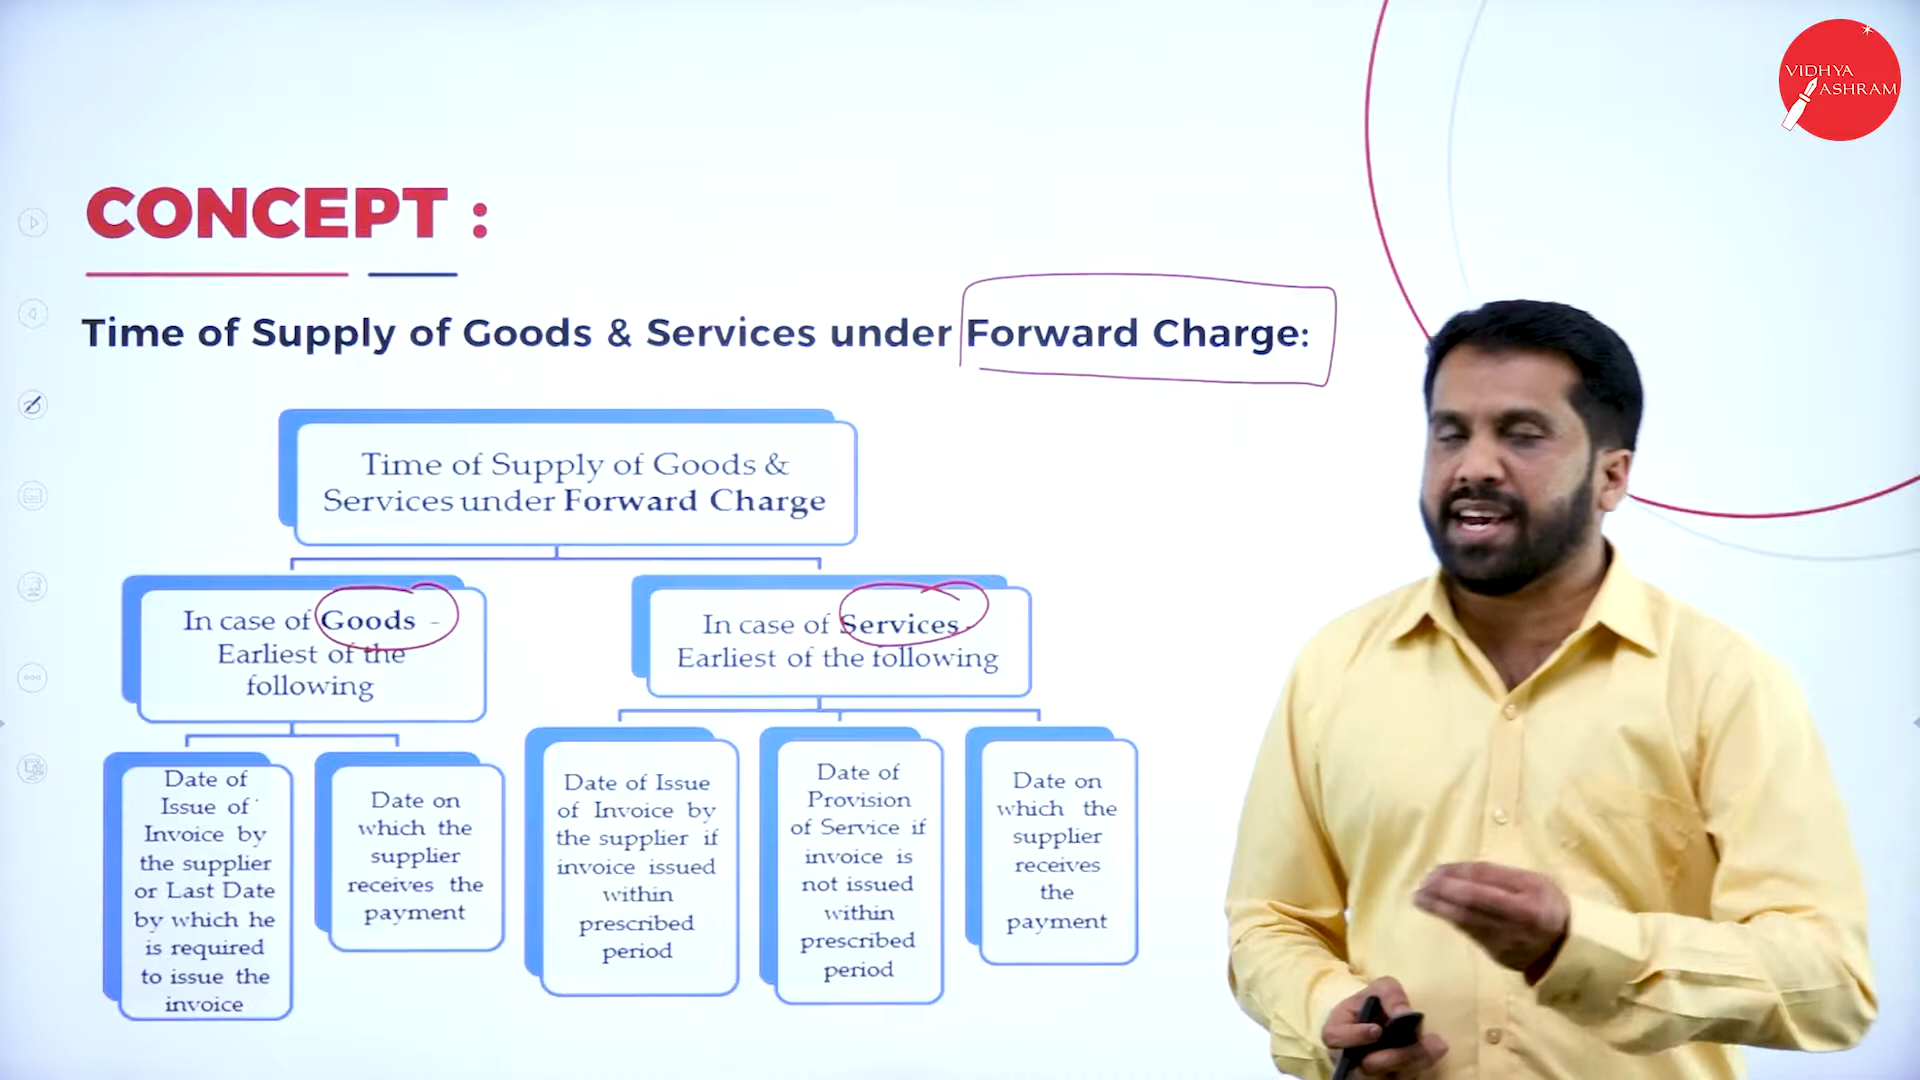 VIDHYA
ASHRAM
CONCEPT :
Time of Supply of Goods & Services under Forward Charge:
Time of Supply of Goods &
Services under Forward Charge
In case of Goods -
Earliest of the
following
In case of Services -
Earliest of the following
Date of
Issue of
Invoice by
the supplier
or Last Date
by which he
is required
to issue the
invoice
Date on
which the
supplier
receives the
payment
Date of Issue
of Invoice by
the supplier if
invoice issued
within
prescribed
period
Date of
Provision
of Service if
invoice is
not issued
within
prescribed
period
Date on
which the
supplier
receives
the
payment